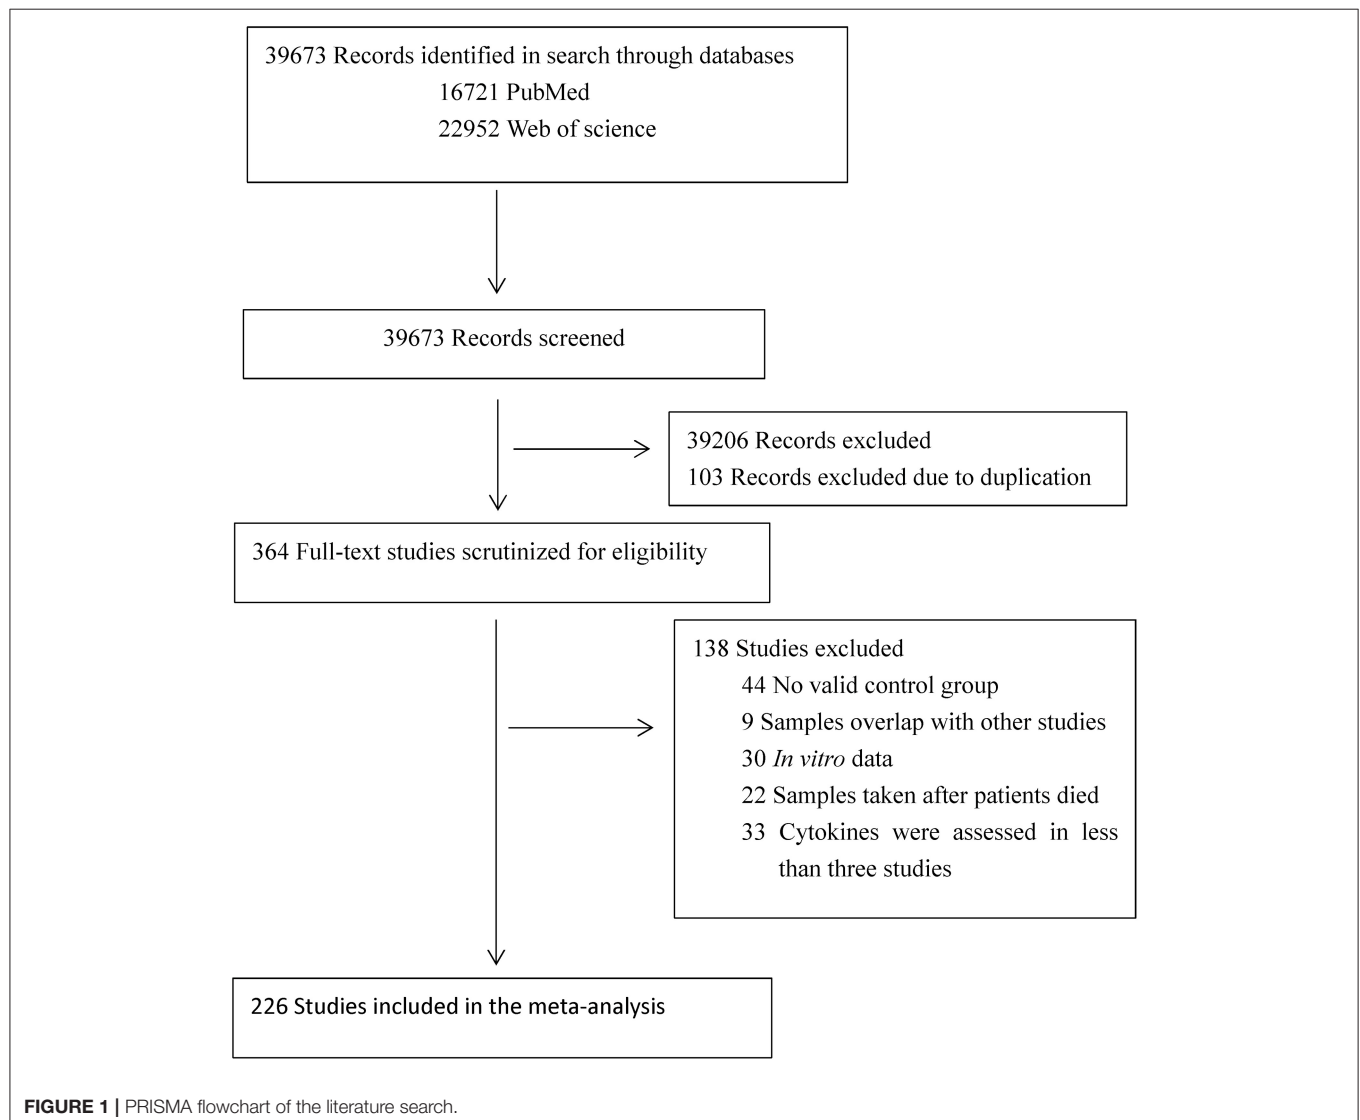 39673 Records identified in search through databases
16721 PubMed
22952 Web of science
39673 Records screened
39206 Records excluded
103 Records excluded due to duplication
364 Full-text studies scrutinized for eligibility
138 Studies excluded
44 No valid control group
9 Samples overlap with other studies
30 In vitro data
22 Samples taken after patients died
33 Cytokines were assessed in less
than three studies
226 Studies included in the meta-analysis
FIGURE 1 | PRISMA flowchart of the literature search.